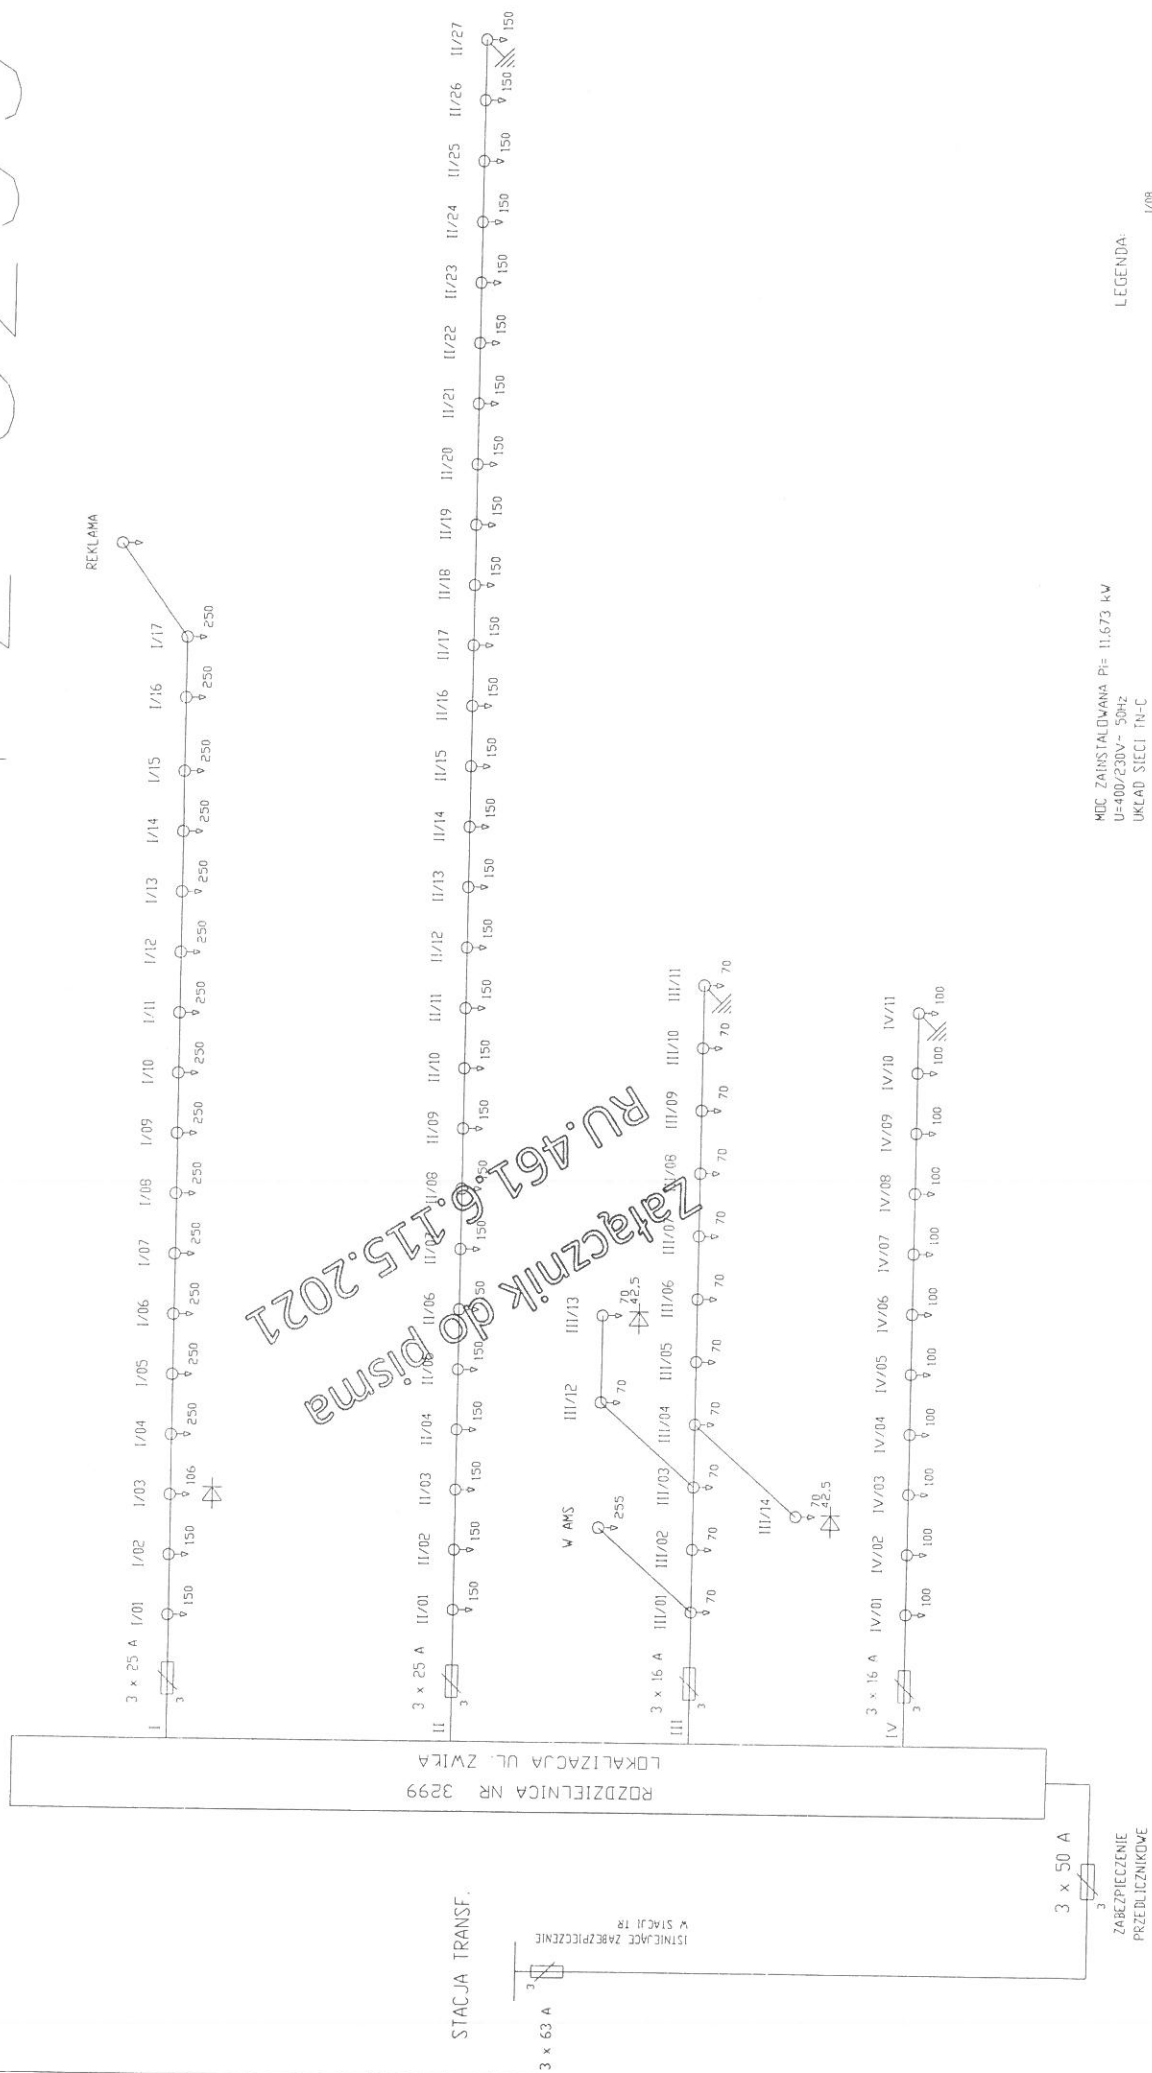 REKLAMA
I/01 I/02 I/03 I/04 I/05 I/06 I/07 I/08 I/09 I/10 I/11 I/12 I/13 I/14 I/15 I/16 I/17
3 x 25 A
3
I
150 150 106 250 250 250 250 250 250 250 250 250 250 250 250 250 250
II/01 II/02 II/03 II/04 II/06 II/08 II/09 II/10 II/11 II/12 II/13 II/14 II/15 II/16 II/17 II/18 II/19 II/20 II/21 II/22 II/23 II/24 II/25 II/26 II/27
3 x 25 A
3
II
150 150 150 150 150 150 150 150 150 150 150 150 150 150 150 150 150 150 150 150 150 150 150 150 150
W AMS
255
III/12
70
III/13
70
42,5
III/01 III/02 III/03 III/04 III/05 III/06 III/08 III/09 III/10 III/11
3 x 16 A
3
III
70 70 70 70 70 70 70 70 70 70 70
III/14
70
42,5
IV/01 IV/02 IV/03 IV/04 IV/05 IV/06 IV/07 IV/08 IV/09 IV/10 IV/11
3 x 16 A
3
IV
100 100 100 100 100 100 100 100 100 100 100
Załącznik do pisma
RU.461.6.115.2021
ROZDZIELNICA NR 3299
LOKALIZACJA UL. ZWIŁA
STACJA TRANSF.
3 x 63 A
3
ISTNIEJĄCE ZABEZPIECZENIE
W STACJI TR
3 x 50 A
3
ZABEZPIECZENIE
PRZEDLICZNIKOWE
MOC ZAINSTALOWANA Pi= 11.673 kW
U=400/230V~ 50Hz
UKŁAD SIECI TN-C
LEGENDA:
I/08